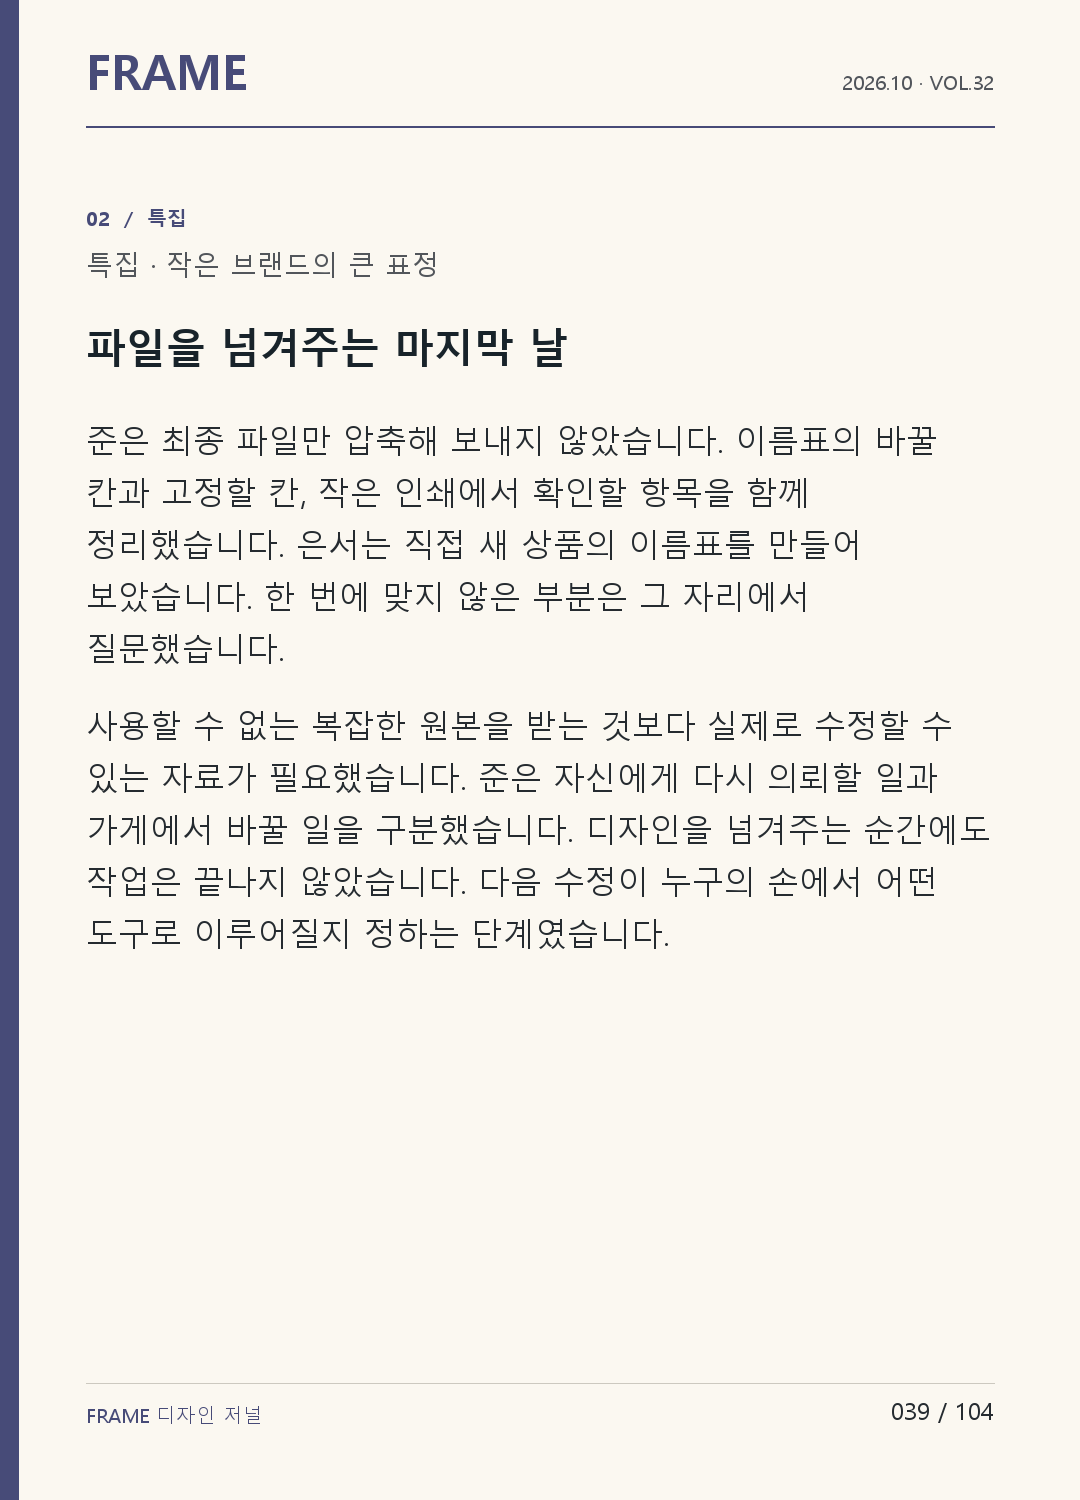 FRAME
2026.10 · VOL.32
02 / 특집
특집 · 작은 브랜드의 큰 표정
파일을 넘겨주는 마지막 날
준은 최종 파일만 압축해 보내지 않았습니다. 이름표의 바꿀
칸과 고정할 칸, 작은 인쇄에서 확인할 항목을 함께
정리했습니다. 은서는 직접 새 상품의 이름표를 만들어
보았습니다. 한 번에 맞지 않은 부분은 그 자리에서
질문했습니다.
사용할 수 없는 복잡한 원본을 받는 것보다 실제로 수정할 수
있는 자료가 필요했습니다. 준은 자신에게 다시 의뢰할 일과
가게에서 바꿀 일을 구분했습니다. 디자인을 넘겨주는 순간에도
작업은 끝나지 않았습니다. 다음 수정이 누구의 손에서 어떤
도구로 이루어질지 정하는 단계였습니다.
FRAME 디자인 저널
039 / 104